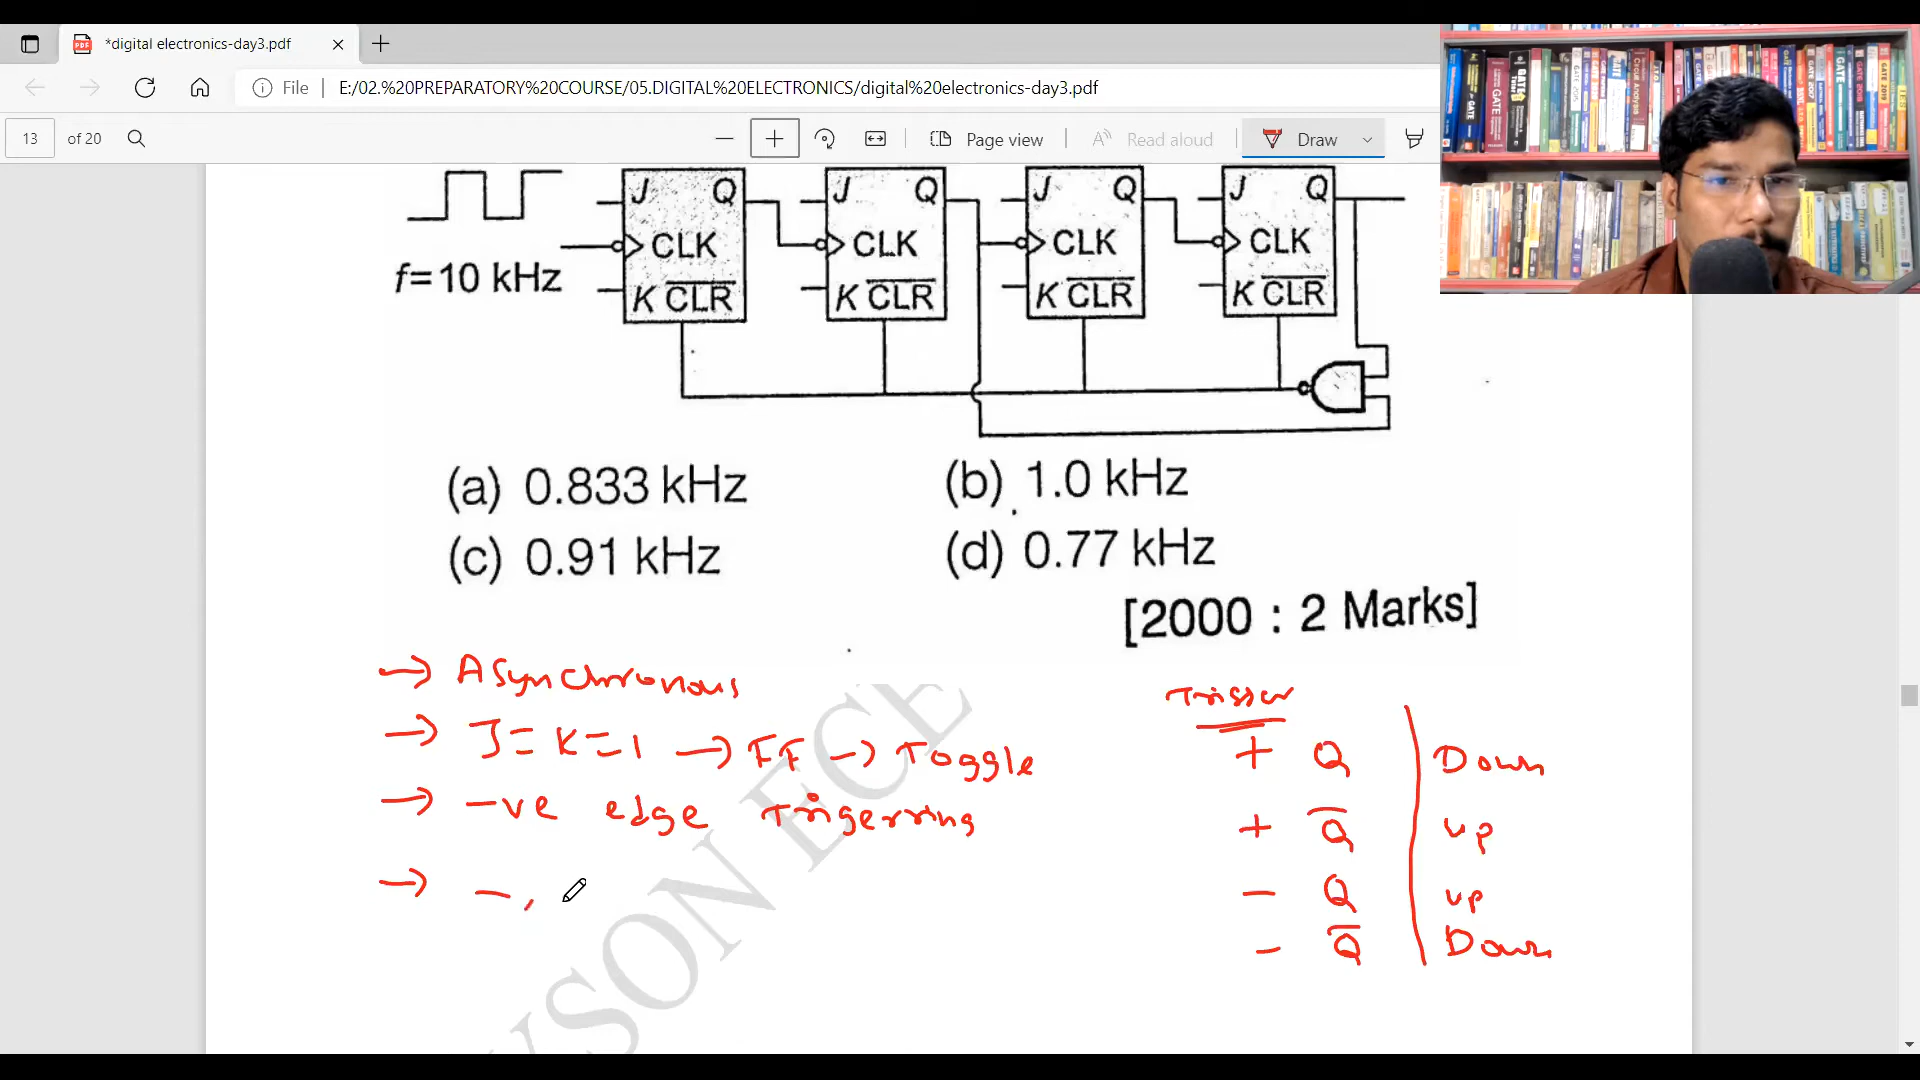 *digital electronics-day3.pdf
File E:/02.%20PREPARATORY%20COURSE/05.DIGITAL%20ELECTRONICS/digital%20electronics-day3.pdf
13 of 20 Page view Read aloud Draw
J Q J Q J Q J Q
CLK CLK CLK CLK
f=10 kHz
K CLR K CLR K CLR K CLR
(a) 0.833 kHz (b) 1.0 kHz
(c) 0.91 kHz (d) 0.77 kHz
[2000 : 2 Marks]
→ Asynchronous
→ J=K=1 → FF → Toggle
→ -ve edge Trigerring
→ -,
Trigger
+ Q Down
+ Q̅ up
- Q up
- Q̅ Down
YSON ECE